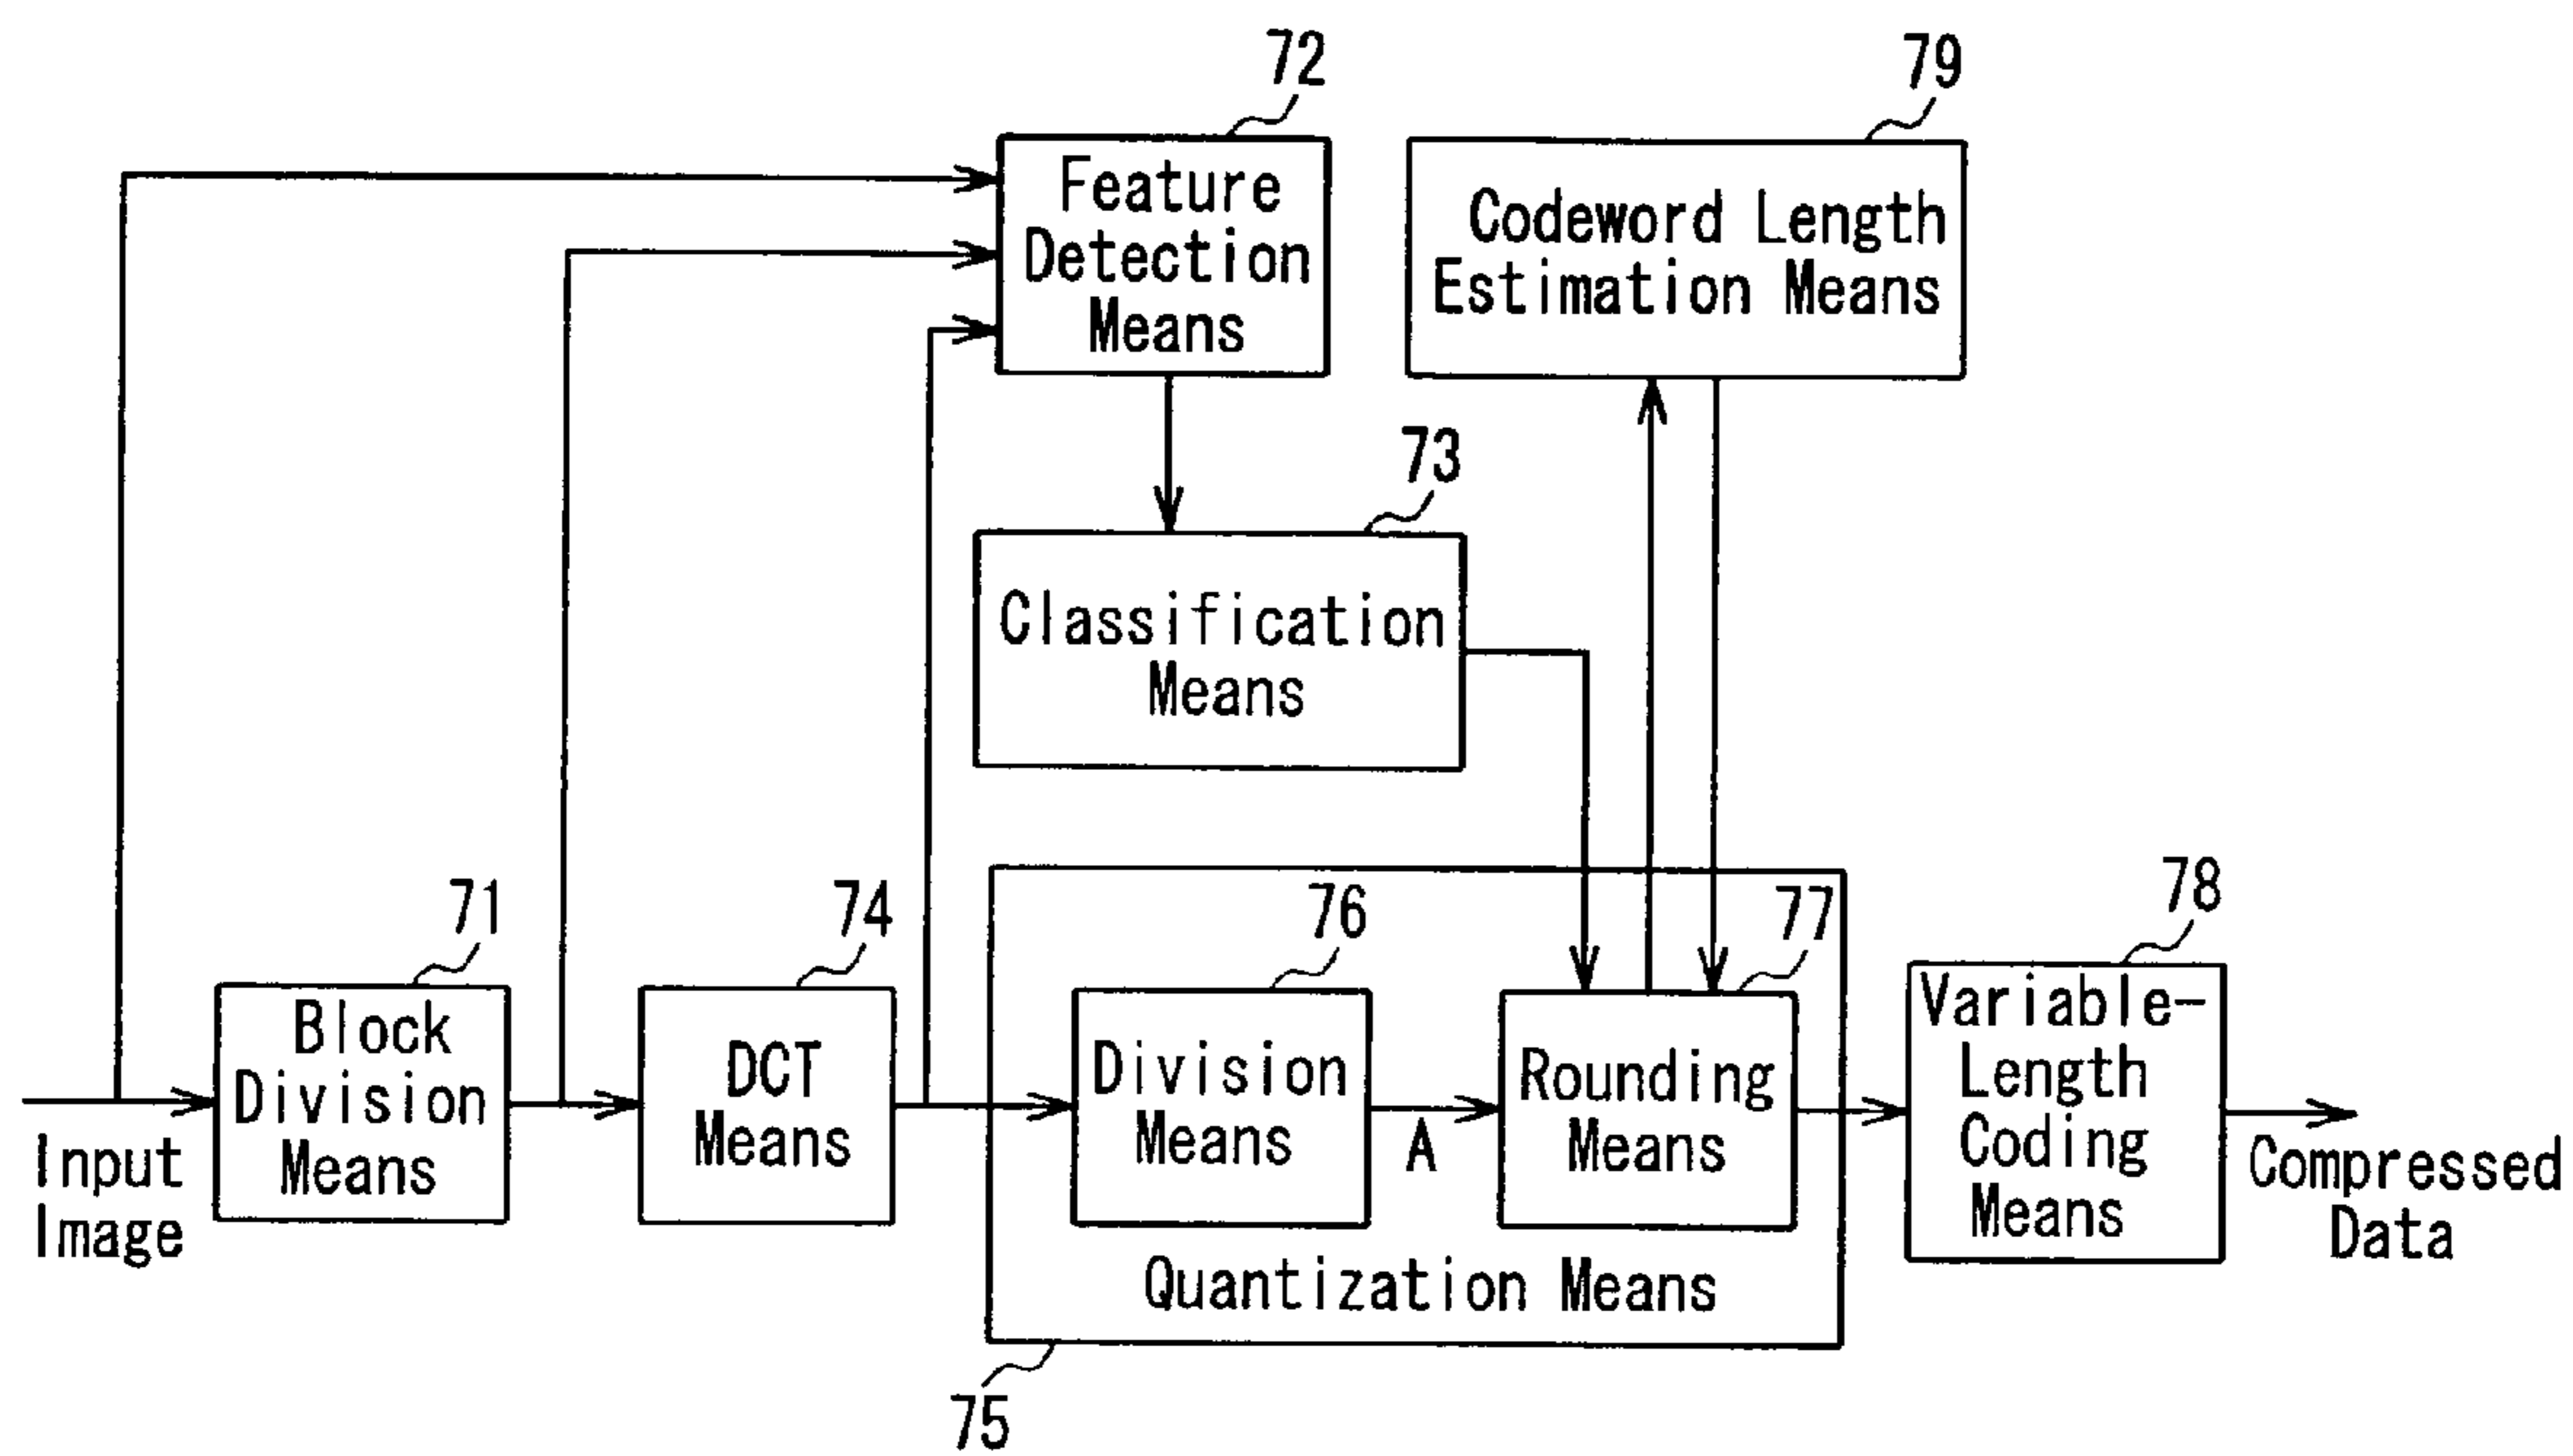 72
Feature
Detection
Means
79
Codeword Length
Estimation Means
73
Classification
Means
71
Block
Division
Means
74
DCT
Means
76
Division
Means
A
77
Rounding
Means
Quantization Means
75
78
Variable-
Length
Coding
Means
Input
Image
Compressed
Data